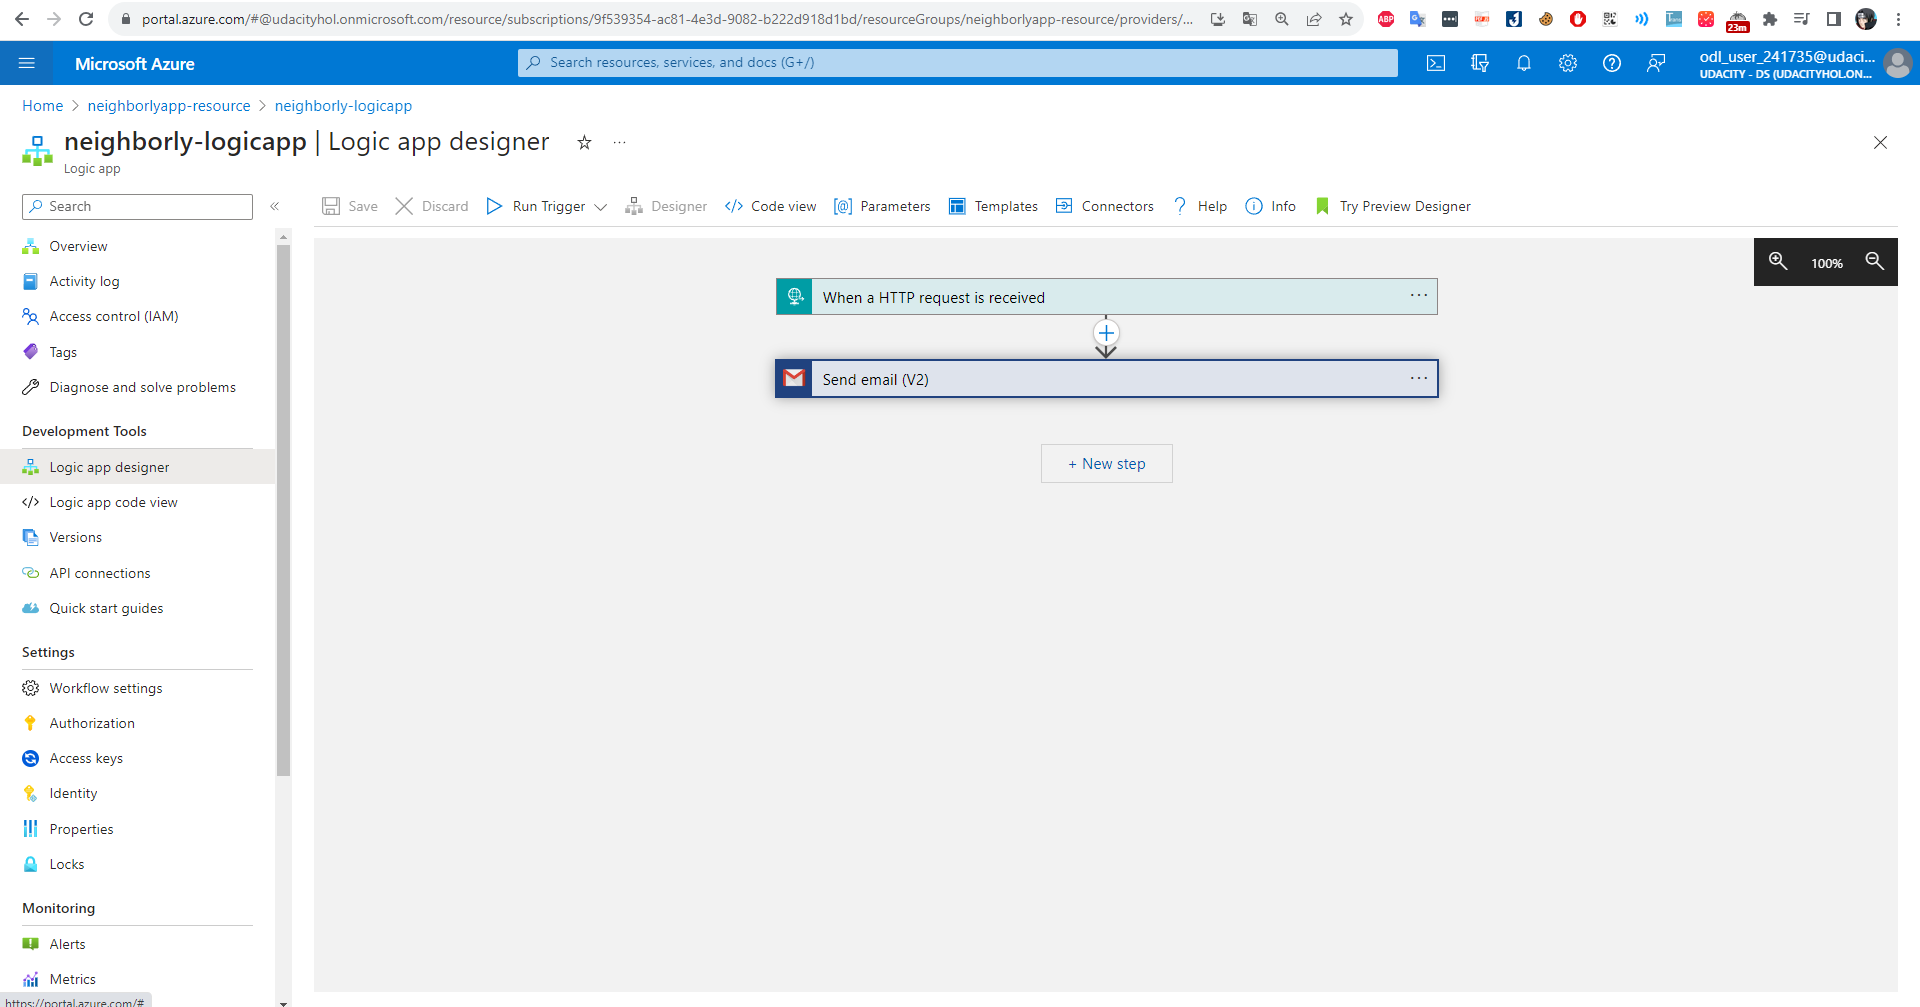 portal.azure.com/#@udacityhol.onmicrosoft.com/resource/subscriptions/9f539354-ac81-4e3d-9082-b222d918d1bd/resourceGroups/neighborlyapp-resource/providers/...
ABP
23m
Microsoft Azure
Search resources, services, and docs (G+/)
odl_user_241735@udaci...
UDACITY - DS (UDACITYHOL.ON...
Home > neighborlyapp-resource > neighborly-logicapp
neighborly-logicapp | Logic app designer
Logic app
Search
Save Discard Run Trigger Designer Code view Parameters Templates Connectors Help Info Try Preview Designer
Overview
Activity log
Access control (IAM)
Tags
Diagnose and solve problems
Development Tools
Logic app designer
Logic app code view
Versions
API connections
Quick start guides
Settings
Workflow settings
Authorization
Access keys
Identity
Properties
Locks
Monitoring
Alerts
Metrics
https://portal.azure.com/#
100%
When a HTTP request is received
Send email (V2)
+ New step